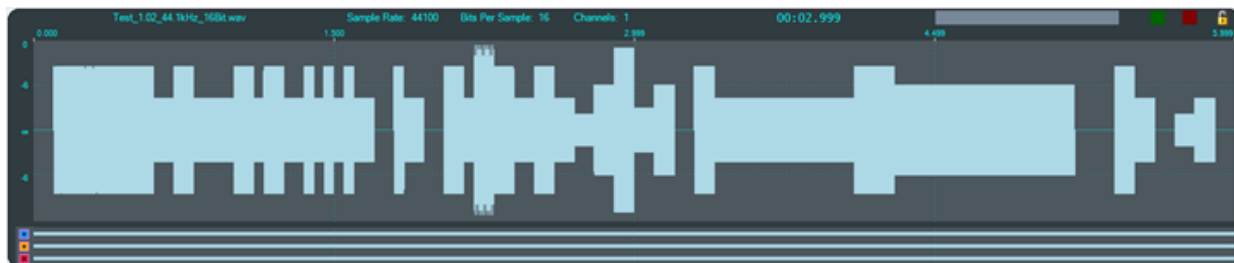 Test_1.02_44.1kHz_16Bit.wav Sample Rate: 44100 Bits Per Sample: 16 Channels: 1 00:02.999
0.000 1.500 2.999 4.499 5.999
0
-6
∞
-6